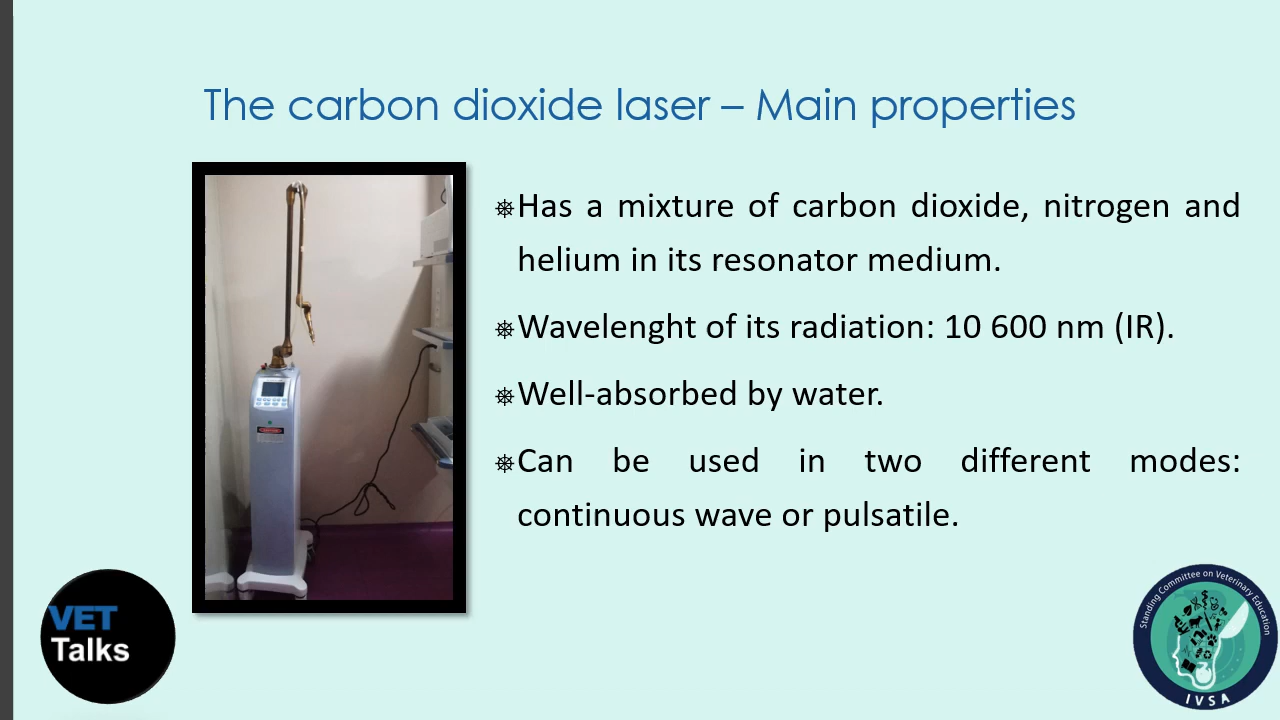 The carbon dioxide laser – Main properties
Has a mixture of carbon dioxide, nitrogen and
helium in its resonator medium.
Wavelenght of its radiation: 10 600 nm (IR).
Well-absorbed by water.
Can be used in two different modes:
continuous wave or pulsatile.
VET
Talks
Standing Committee on Veterinary Education
IVSA